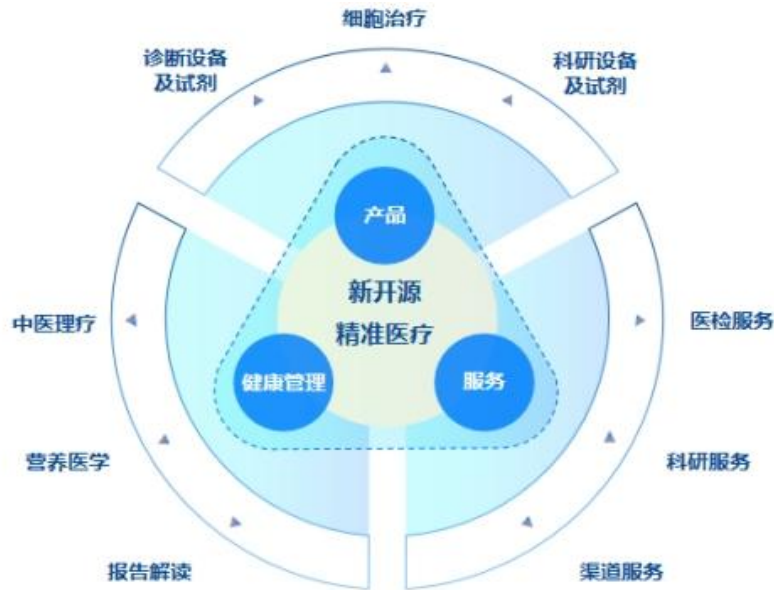 细胞治疗
诊断设备
及试剂
科研设备
及试剂
产品
新开源
精准医疗
健康管理
服务
中医理疗
营养医学
报告解读
医检服务
科研服务
渠道服务